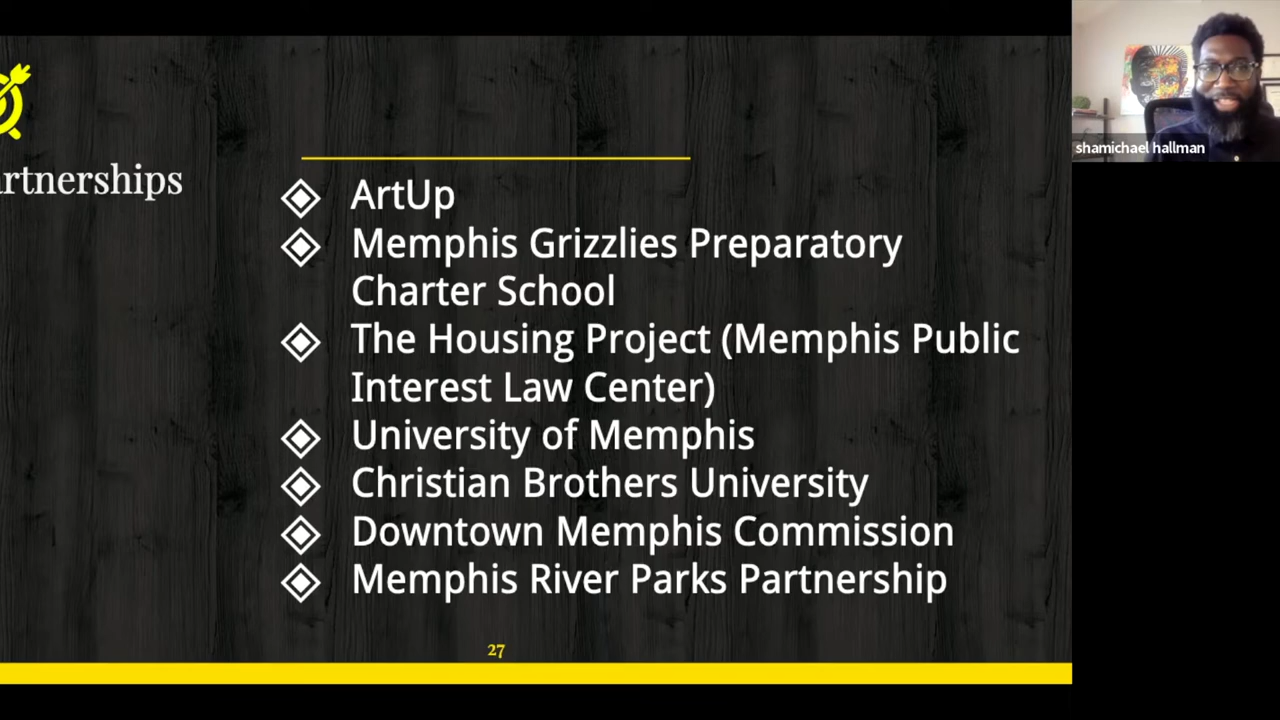 artnerships
ArtUp
Memphis Grizzlies Preparatory
Charter School
The Housing Project (Memphis Public
Interest Law Center)
University of Memphis
Christian Brothers University
Downtown Memphis Commission
Memphis River Parks Partnership
27
shamichael hallman